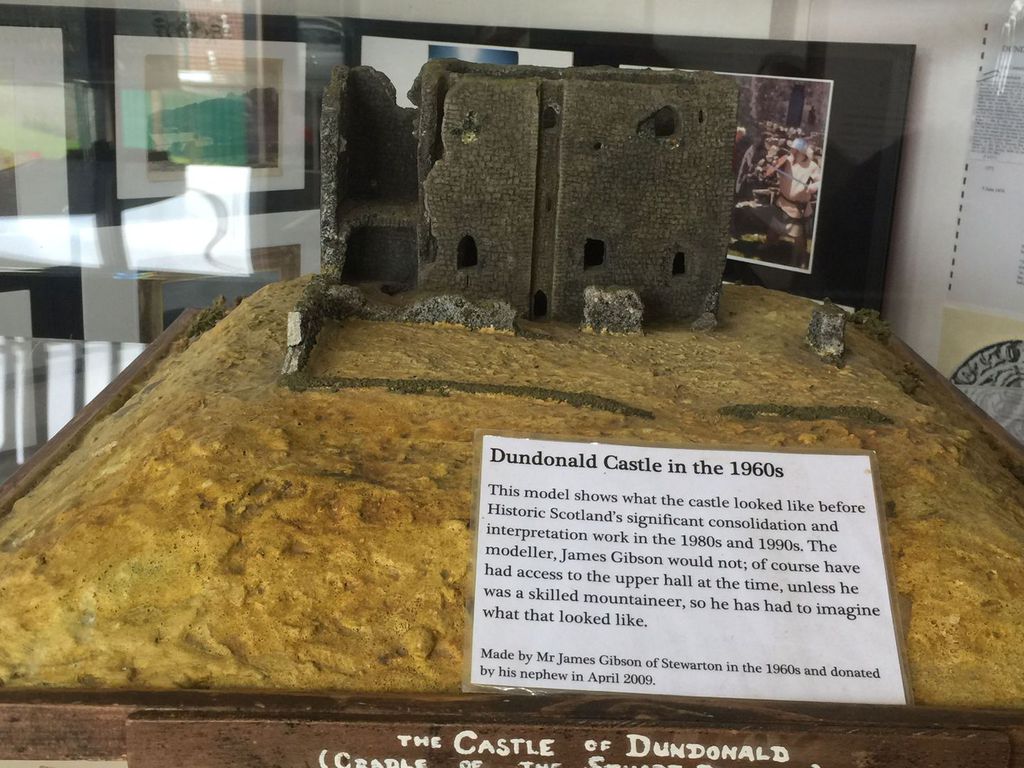 Dundonald Castle in the 1960s
This model shows what the castle looked like before
Historic Scotland's significant consolidation and
interpretation work in the 1980s and 1990s. The
modeller, James Gibson would not; of course have
had access to the upper hall at the time, unless he
was a skilled mountaineer, so he has had to imagine
what that looked like.
Made by Mr James Gibson of Stewarton in the 1960s and donated
by his nephew in April 2009.
THE CASTLE OF DUNDONALD
(CRADLE OF THE